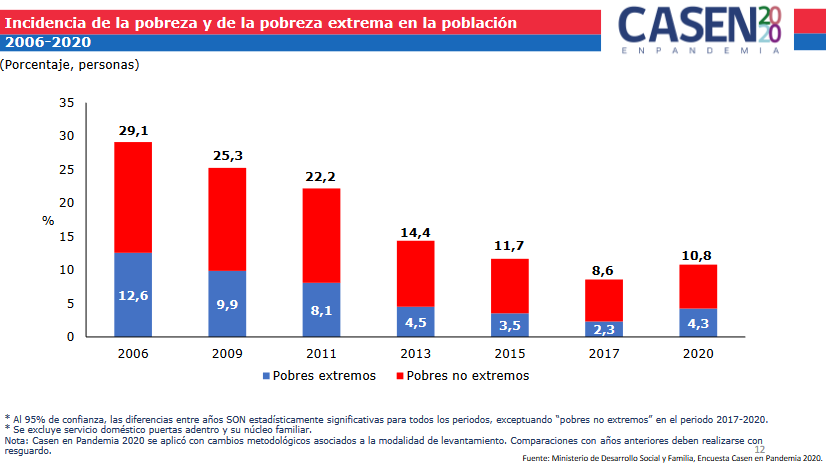 Incidencia de la pobreza y de la pobreza extrema en la población
2006-2020
CASEN2020
EN PANDEMIA
(Porcentaje, personas)
35
30
25
20
15
10
5
0
%
29,1
25,3
22,2
14,4
11,7
8,6
10,8
12,6
9,9
8,1
4,5
3,5
2,3
4,3
2006
2009
2011
2013
2015
2017
2020
Pobres extremos
Pobres no extremos
* Al 95% de confianza, las diferencias entre años SON estadísticamente significativas para todos los periodos, exceptuando “pobres no extremos” en el periodo 2017-2020.
* Se excluye servicio doméstico puertas adentro y su núcleo familiar.
Nota: Casen en Pandemia 2020 se aplicó con cambios metodológicos asociados a la modalidad de levantamiento. Comparaciones con años anteriores deben realizarse con
resguardo.
12
Fuente: Ministerio de Desarrollo Social y Familia, Encuesta Casen en Pandemia 2020.